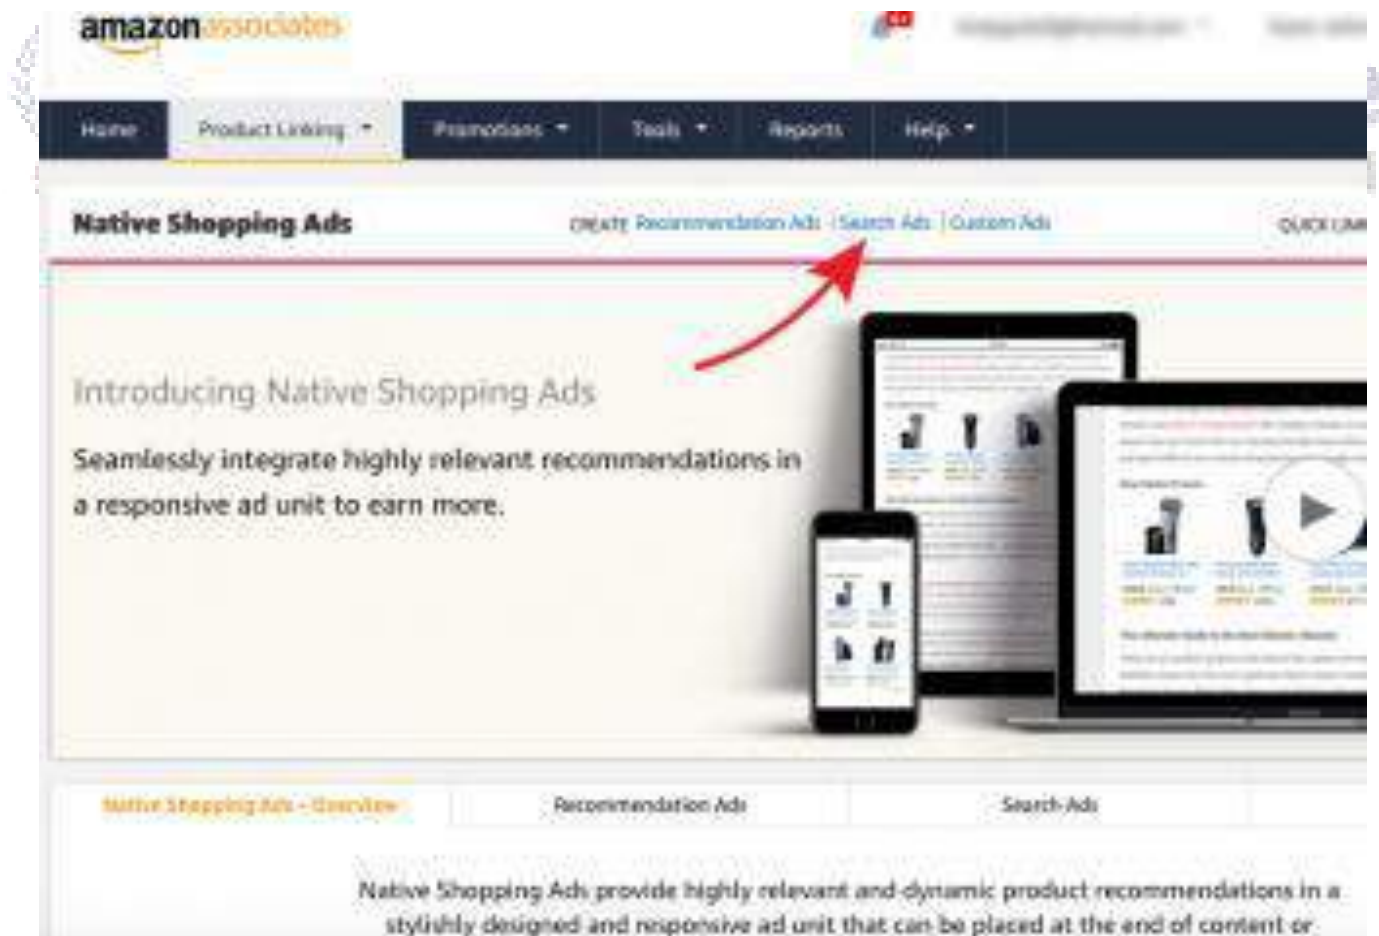 amazon associates
Home Product Linking Promotions Tools Reports Help
Native Shopping Ads CREATE Recommendation Ads | Search Ads | Custom Ads QUICK LINK
Introducing Native Shopping Ads
Seamlessly integrate highly relevant recommendations in
a responsive ad unit to earn more.
Native Shopping Ads - Overview Recommendation Ads Search Ads
Native Shopping Ads provide highly relevant and dynamic product recommendations in a
stylishly designed and responsive ad unit that can be placed at the end of content or